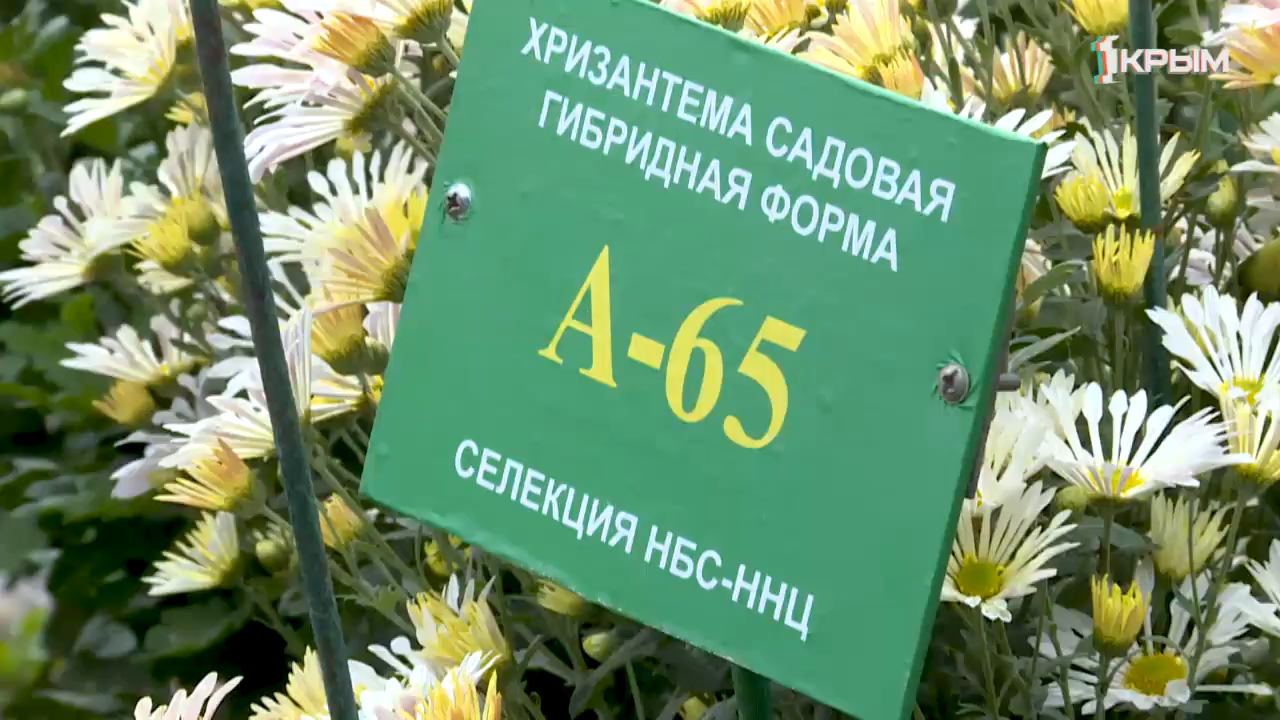 1КРЫМ
ХРИЗАНТЕМА САДОВАЯ
ГИБРИДНАЯ ФОРМА
А-65
СЕЛЕКЦИЯ НБС-ННЦ